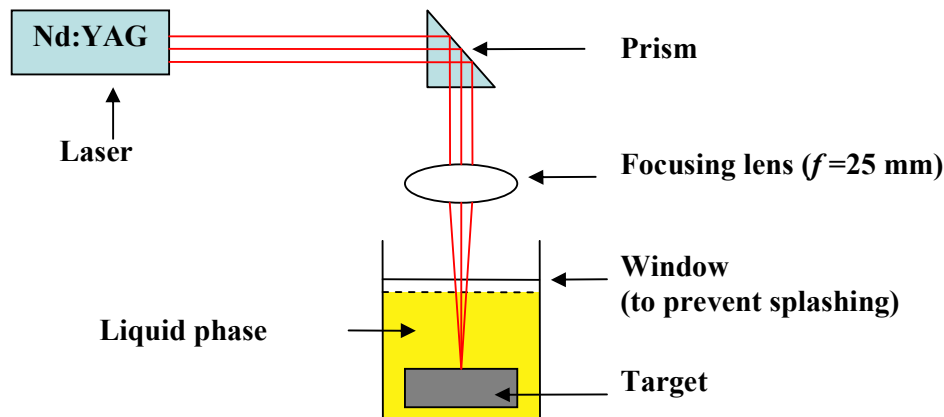 Nd:YAG
Prism
Laser
Focusing lens (f =25 mm)
Window
(to prevent splashing)
Liquid phase
Target